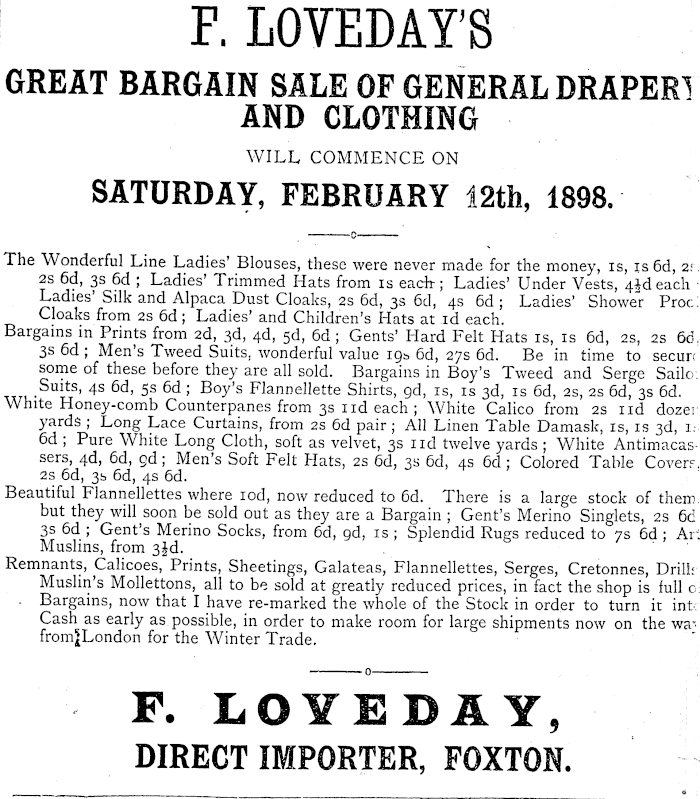 F. LOVEDAY'S
GREAT BARGAIN SALE OF GENERAL DRAPERY
AND CLOTHING
WILL COMMENCE ON
SATURDAY, FEBRUARY 12th, 1898.
The Wonderful Line Ladies' Blouses, these were never made for the money, 1s, 1s 6d, 2s
2s 6d, 3s 6d ; Ladies' Trimmed Hats from 1s each ; Ladies' Under Vests, 4½d each
Ladies' Silk and Alpaca Dust Cloaks, 2s 6d, 3s 6d, 4s 6d ; Ladies' Shower Proof
Cloaks from 2s 6d ; Ladies' and Children's Hats at 1d each.
Bargains in Prints from 2d, 3d, 4d, 5d, 6d ; Gents' Hard Felt Hats 1s, 1s 6d, 2s, 2s 6d,
3s 6d ; Men's Tweed Suits, wonderful value 19s 6d, 27s 6d. Be in time to secure
some of these before they are all sold. Bargains in Boy's Tweed and Serge Sailor
Suits, 4s 6d, 5s 6d ; Boy's Flannellette Shirts, 9d, 1s, 1s 3d, 1s 6d, 2s, 2s 6d, 3s 6d.
White Honey-comb Counterpanes from 3s 11d each ; White Calico from 2s 11d dozen
yards ; Long Lace Curtains, from 2s 6d pair ; All Linen Table Damask, 1s, 1s 3d, 1s
6d ; Pure White Long Cloth, soft as velvet, 3s 11d twelve yards ; White Antimacas-
sers, 4d, 6d, 9d ; Men's Soft Felt Hats, 2s 6d, 3s 6d, 4s 6d ; Colored Table Covers,
2s 6d, 3s 6d, 4s 6d.
Beautiful Flannellettes where 10d, now reduced to 6d. There is a large stock of them
but they will soon be sold out as they are a Bargain ; Gent's Merino Singlets, 2s 6d
3s 6d ; Gent's Merino Socks, from 6d, 9d, 1s ; Splendid Rugs reduced to 7s 6d ; Art
Muslins, from 3½d.
Remnants, Calicoes, Prints, Sheetings, Galateas, Flannellettes, Serges, Cretonnes, Drills
Muslin's Mollettons, all to be sold at greatly reduced prices, in fact the shop is full of
Bargains, now that I have re-marked the whole of the Stock in order to turn it into
Cash as early as possible, in order to make room for large shipments now on the way
from London for the Winter Trade.
F. LOVEDAY,
DIRECT IMPORTER, FOXTON.